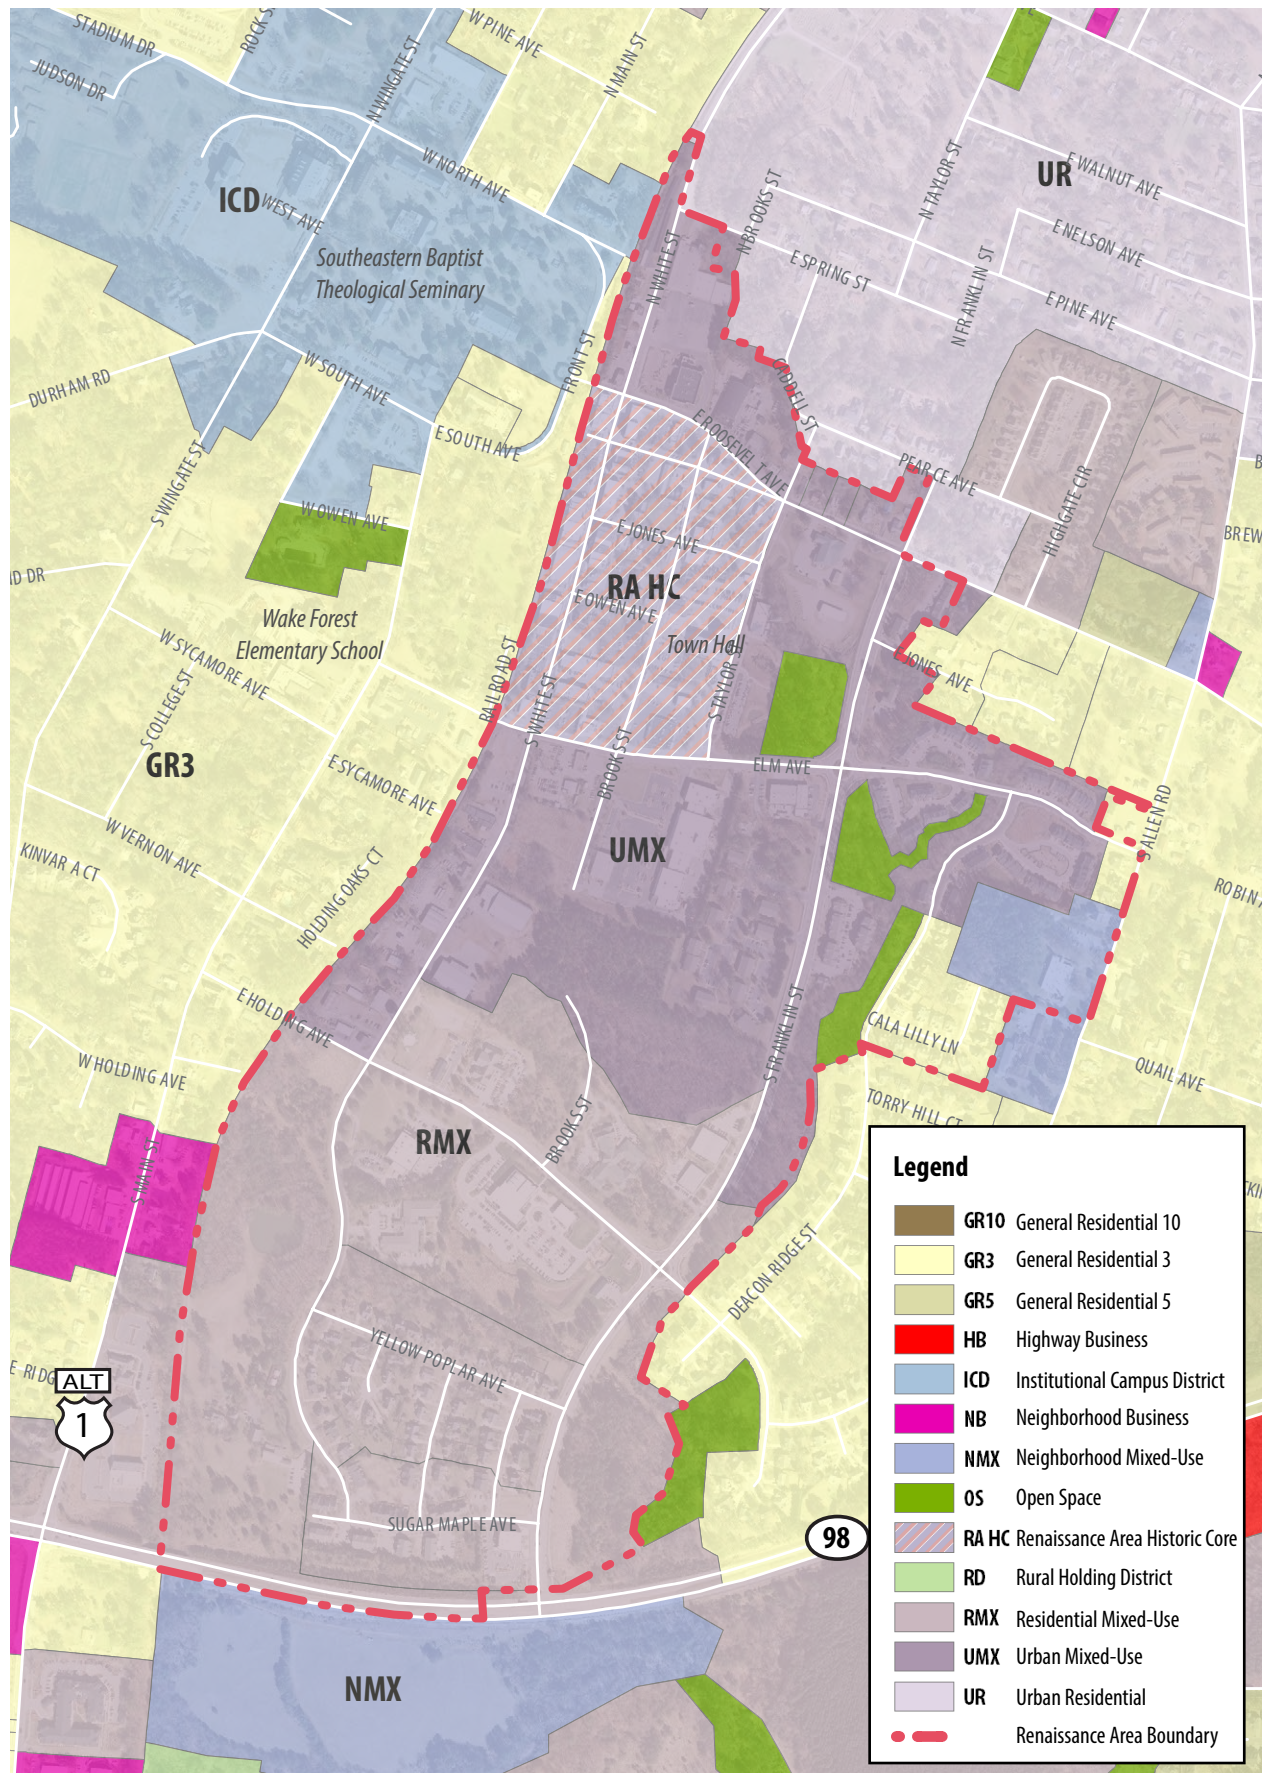 STADIUM DR
ROCK S
W PINE AVE
JUDSON DR
N WINGATE ST
N MAIN ST
W NORTH AVE
UR
E WALNUT AVE
N TAYLOR ST
N BROOKS ST
ICD
WEST AVE
E NELSON AVE
Southeastern Baptist
Theological Seminary
N WHITE ST
E SPRING ST
N FRANKLIN ST
E PINE AVE
FRONT ST
DURHAM RD
W SOUTH AVE
CADDELL ST
E SOUTH AVE
E ROOSEVELT AVE
PEARCE AVE
S WINGATE ST
HIGHGATE CIR
B
W OWEN AVE
E JONES AVE
BREW
ND DR
RA HC
E OWEN AVE
Wake Forest
Elementary School
Town Hall
W SYCAMORE AVE
RAILROAD ST
E JONES AVE
S COLLEGE ST
S WHITE ST
S TAYLOR ST
GR3
E SYCAMORE AVE
BROOKS ST
ELM AVE
S ALLEN RD
W VERNON AVE
KINVARA CT
UMX
HOLDING OAKS CT
ROBIN A
E HOLDING AVE
S FRANKLIN ST
CALA LILLY LN
W HOLDING AVE
QUAIL AVE
TORRY HILL CT
RMX
BROOKS ST
S MAIN ST
DEACON RIDGE ST
E RIDG
YELLOW POPLAR AVE
ALT
1
SUGAR MAPLE AVE
98
NMX
Legend
GR10 General Residential 10
GR3 General Residential 3
GR5 General Residential 5
HB Highway Business
ICD Institutional Campus District
NB Neighborhood Business
NMX Neighborhood Mixed-Use
OS Open Space
RA HC Renaissance Area Historic Core
RD Rural Holding District
RMX Residential Mixed-Use
UMX Urban Mixed-Use
UR Urban Residential
Renaissance Area Boundary